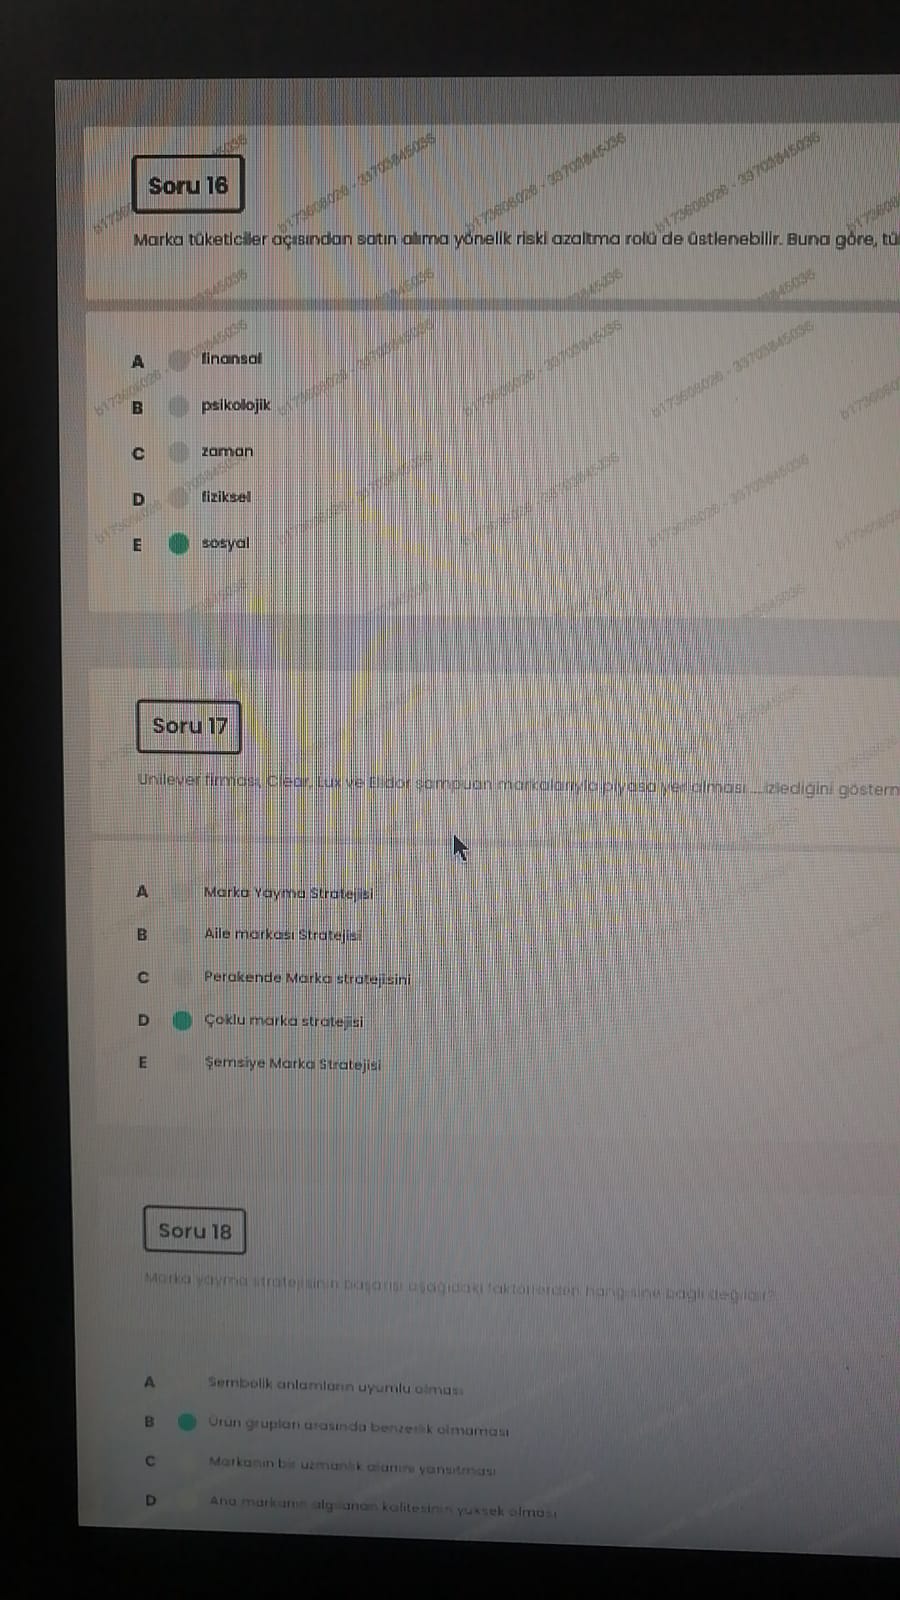 Soru 16
Marka tüketiciler açısından satın alıma yönelik riski azaltma rolü de üstlenebilir. Buna göre, tü
A finansal
B psikolojik
C zaman
D fiziksel
E sosyal
Soru 17
Unilever firması, Clear, Lux ve Elidor şampuan markalarıyla piyasa yer alması ... izlediğini göstern
A Marka Yayma Stratejisi
B Aile markası Stratejisi
C Perakende Marka stratejisini
D Çoklu marka stratejisi
E Şemsiye Marka Stratejisi
Soru 18
Marka yayma stratejisinin başarısı aşağıdaki faktörlerden hangisine bağlı değildir?
A Sembolik anlamların uyumlu olması
B Ürün grupları arasında benzerlik olmaması
C Markanın bir uzmanlık alanını yansıtması
D Ana markanın algılanan kalitesinin yüksek olması